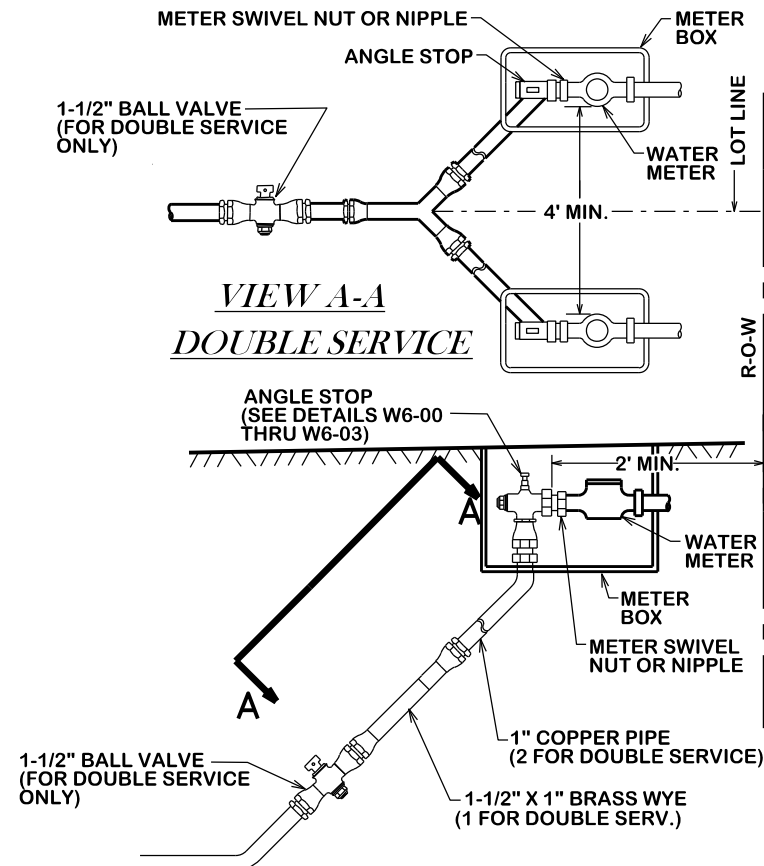 METER SWIVEL NUT OR NIPPLE
METER
BOX
ANGLE STOP
1-1/2" BALL VALVE
(FOR DOUBLE SERVICE
ONLY)
WATER
METER
LOT LINE
4' MIN.
VIEW A-A
DOUBLE SERVICE
R-O-W
ANGLE STOP
(SEE DETAILS W6-00
THRU W6-03)
2' MIN.
A
WATER
METER
METER
BOX
METER SWIVEL
NUT OR NIPPLE
A
1" COPPER PIPE
(2 FOR DOUBLE SERVICE)
1-1/2" BALL VALVE
(FOR DOUBLE SERVICE
ONLY)
1-1/2" X 1" BRASS WYE
(1 FOR DOUBLE SERV.)